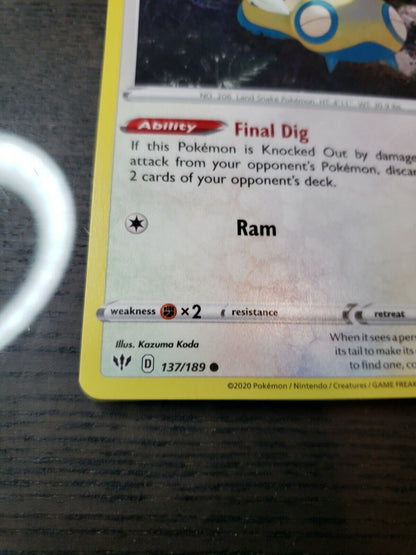 NO. 206 Land Snake Pokémon HT: 4'11" WT: 30.9 lbs.
Ability Final Dig
If this Pokémon is Knocked Out by damage
attack from your opponent's Pokémon, discar
2 cards of your opponent's deck.
Ram
weakness ×2 resistance retreat
Illus. Kazuma Koda
When it sees a pers
its tail to make its
to find one, co
D 137/189
©2020 Pokémon / Nintendo / Creatures / GAME FREAK